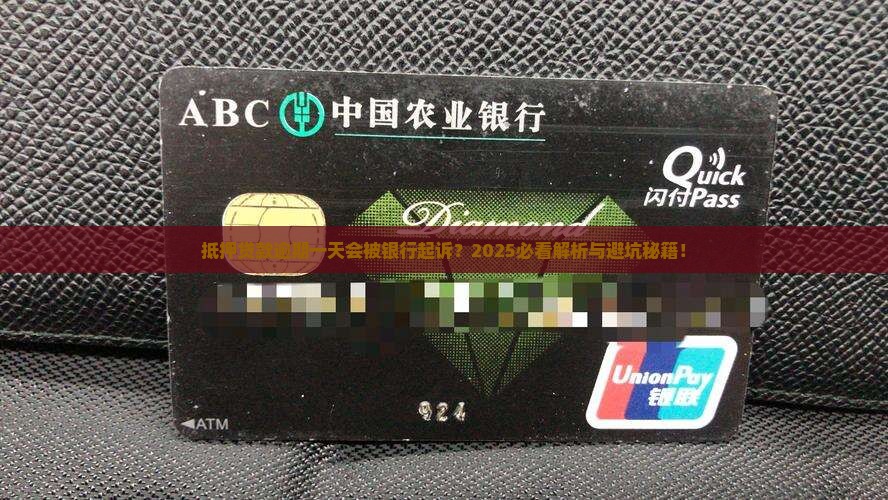 ABC 中国农业银行
Quick
闪付Pass
Diamond
抵押贷款逾期一天会被银行起诉？2025必看解析与避坑秘籍！
UnionPay
银联
924
ATM